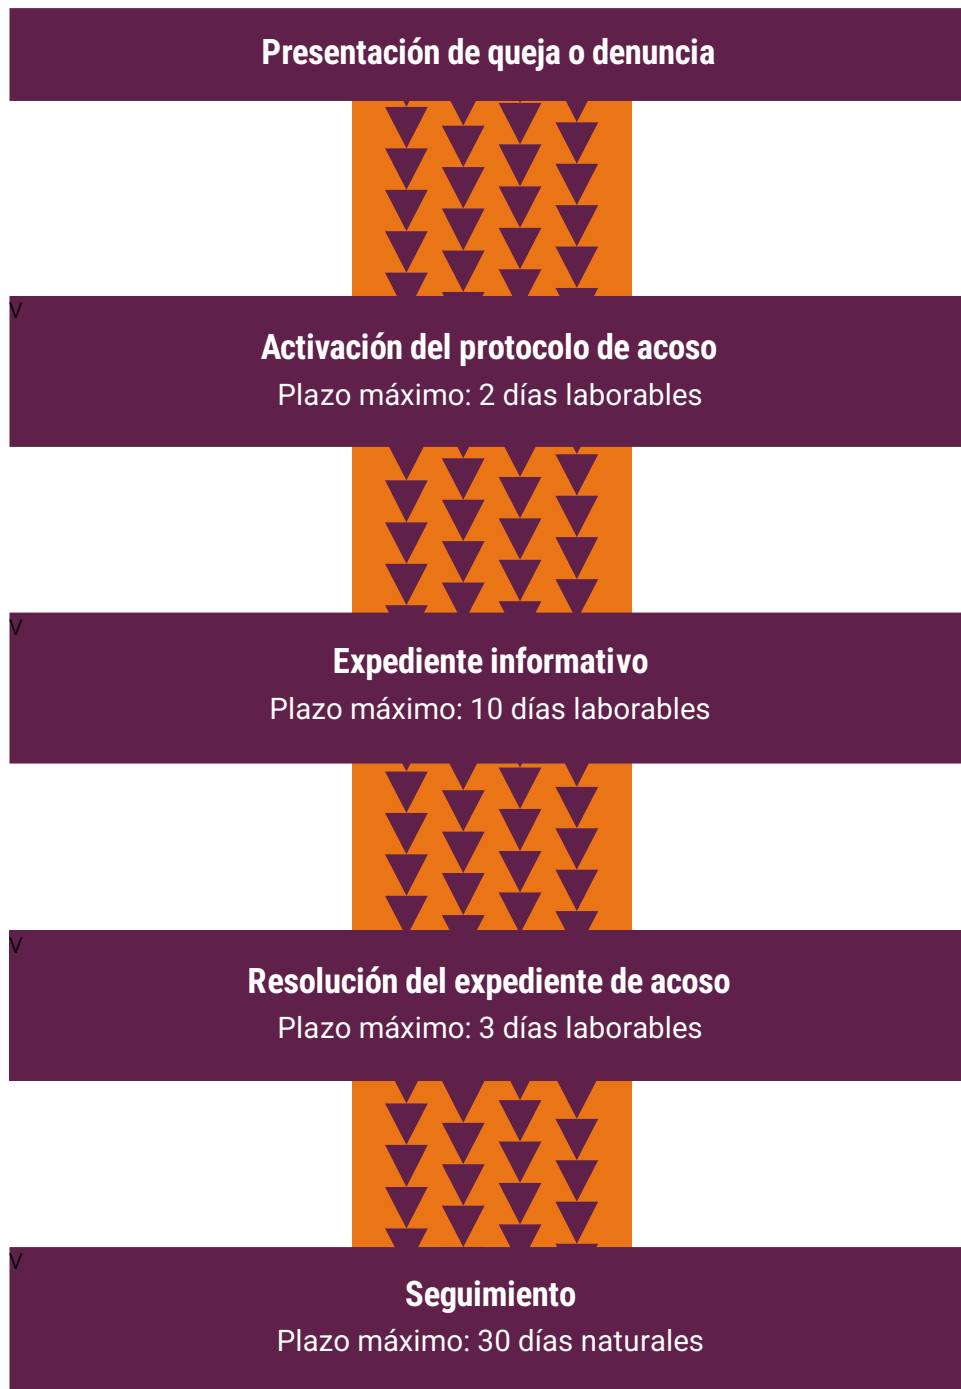 Presentación de queja o denuncia
V
Activación del protocolo de acoso
Plazo máximo: 2 días laborables
V
Expediente informativo
Plazo máximo: 10 días laborables
V
Resolución del expediente de acoso
Plazo máximo: 3 días laborables
V
Seguimiento
Plazo máximo: 30 días naturales